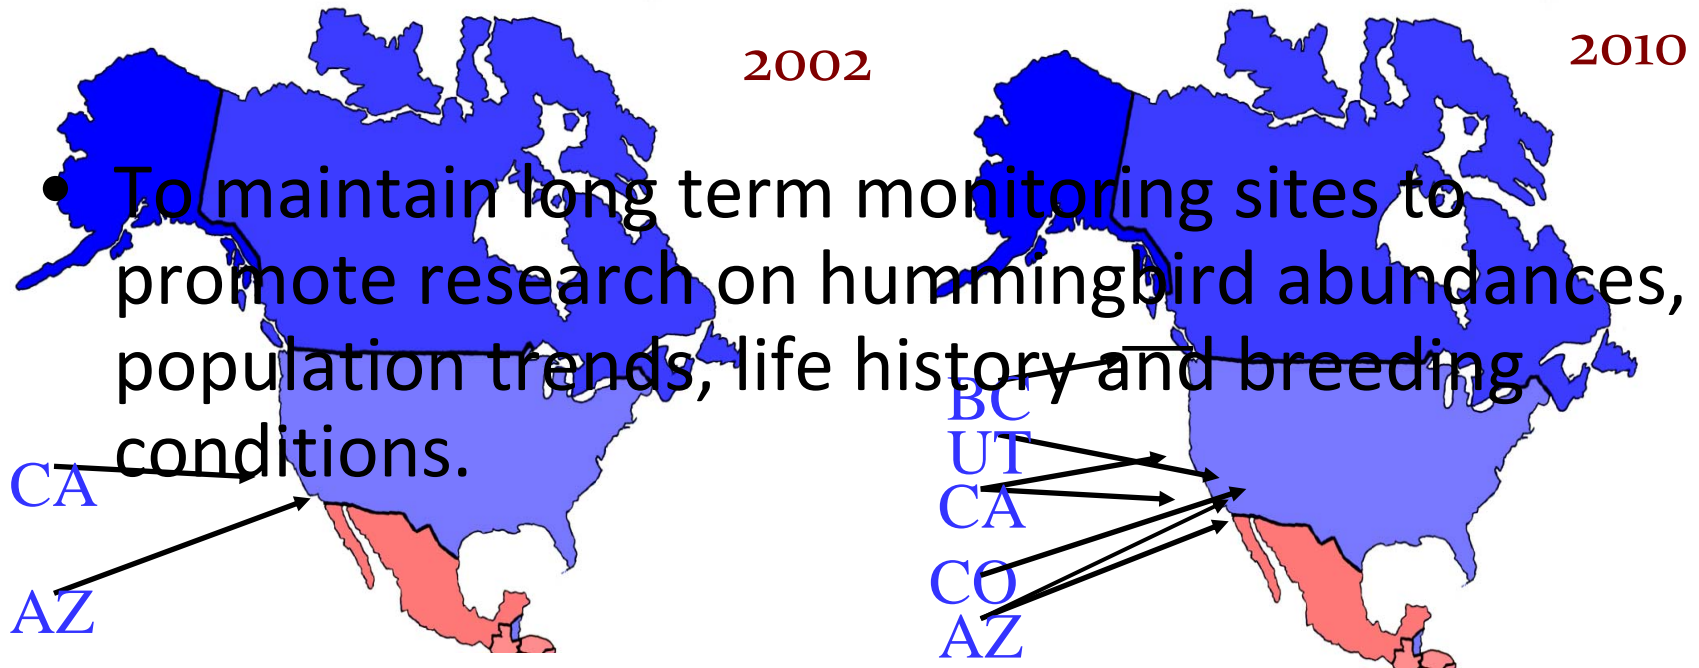 2002
2010
• To maintain long term monitoring sites to
promote research on hummingbird abundances,
population trends, life history and breeding
conditions.
CA
AZ
BC
UT
CA
CO
AZ